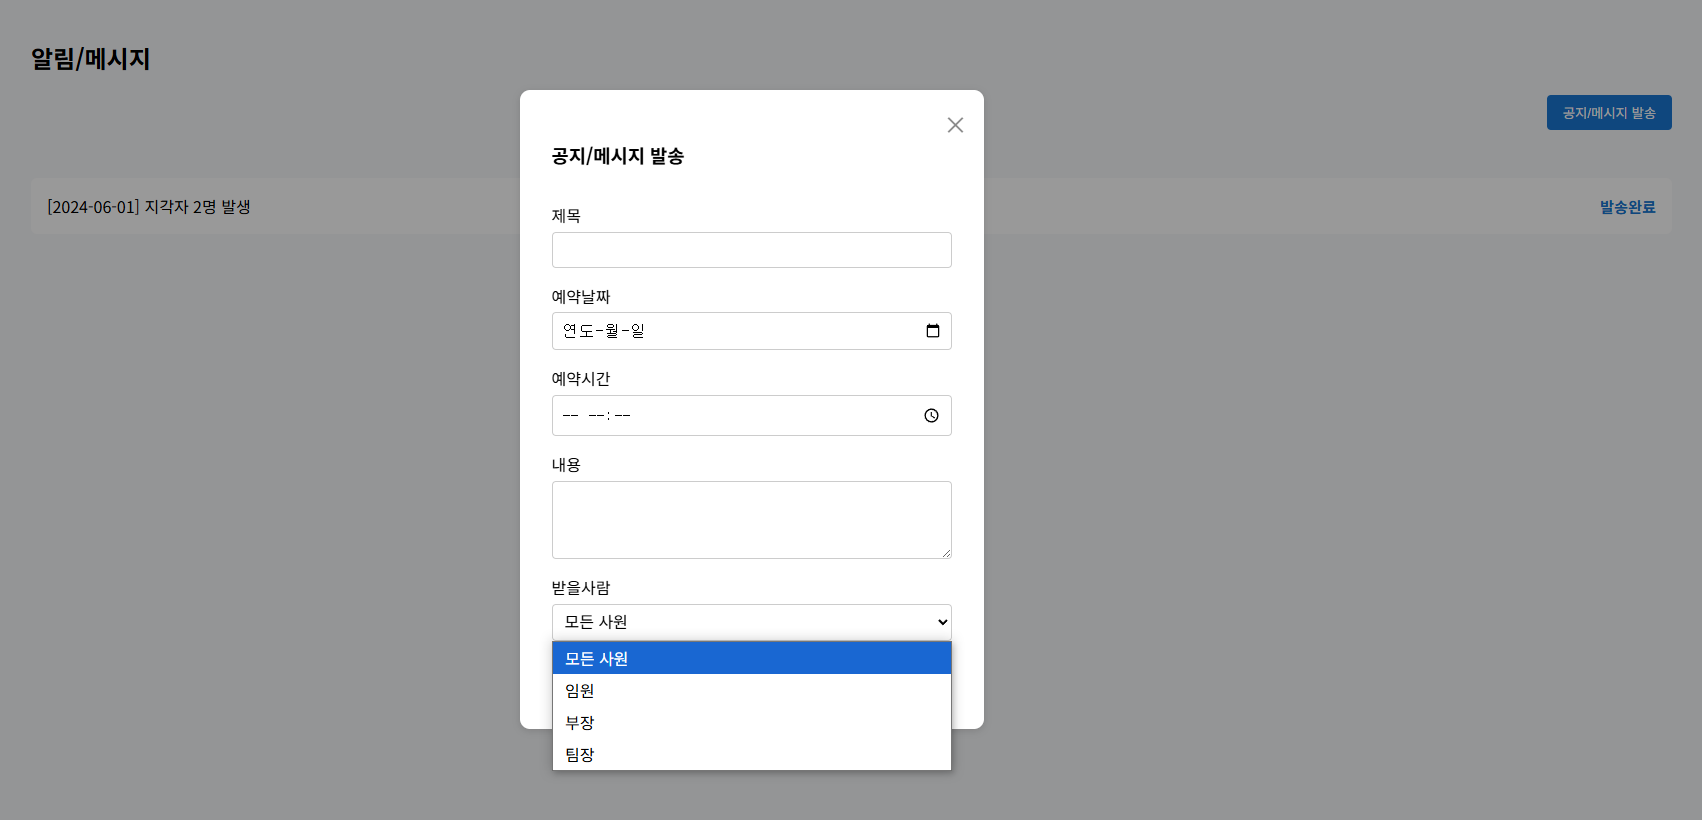 알림/메시지
공지/메시지 발송
[2024-06-01] 지각자 2명 발생
발송완료
공지/메시지 발송
제목
예약날짜
연도-월-일
예약시간
-- --:--
내용
받을사람
모든 사원
모든 사원
임원
부장
팀장